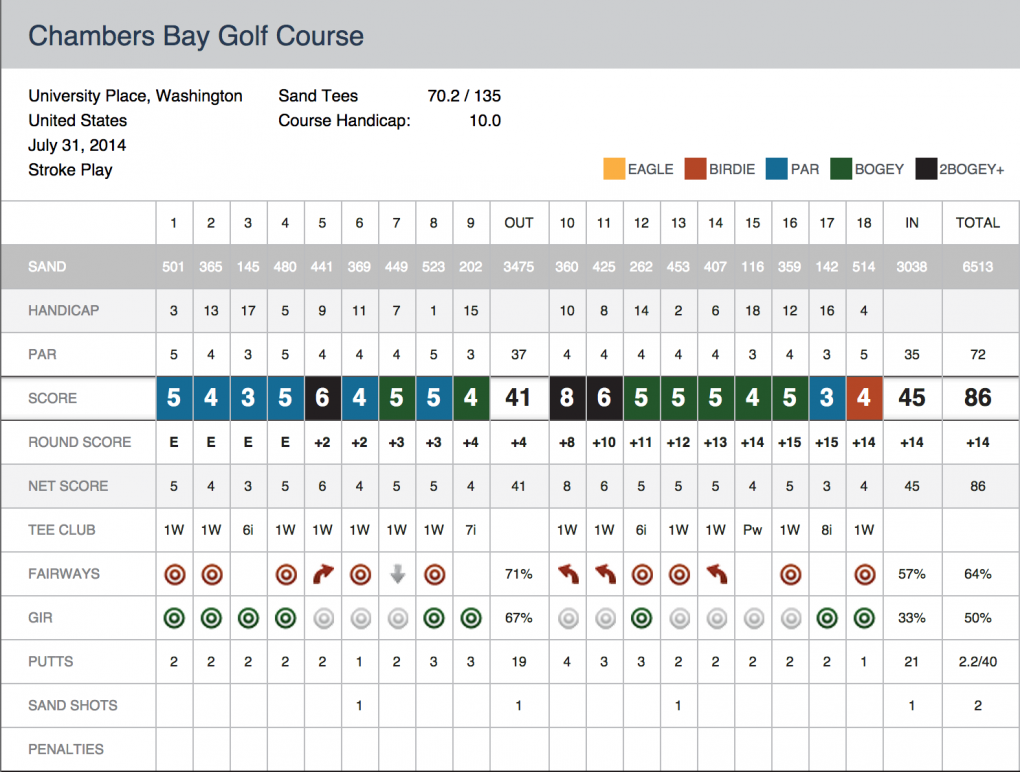 Chambers Bay Golf Course
University Place, Washington Sand Tees 70.2 / 135
United States Course Handicap: 10.0
July 31, 2014
Stroke Play
EAGLE BIRDIE PAR BOGEY 2BOGEY+
1 2 3 4 5 6 7 8 9 OUT 10 11 12 13 14 15 16 17 18 IN TOTAL
SAND 501 365 145 480 441 369 449 523 202 3475 360 425 262 453 407 116 359 142 514 3038 6513
HANDICAP 3 13 17 5 9 11 7 1 15 10 8 14 2 6 18 12 16 4
PAR 5 4 3 5 4 4 4 5 3 37 4 4 4 4 4 3 4 3 5 35 72
SCORE 5 4 3 5 6 4 5 5 4 41 8 6 5 5 5 4 5 3 4 45 86
ROUND SCORE E E E E +2 +2 +3 +3 +4 +4 +8 +10 +11 +12 +13 +14 +15 +15 +14 +14 +14
NET SCORE 5 4 3 5 6 4 5 5 4 41 8 6 5 5 5 4 5 3 4 45 86
TEE CLUB 1W 1W 6i 1W 1W 1W 1W 1W 7i 1W 1W 6i 1W 1W Pw 1W 8i 1W
FAIRWAYS 71% 57% 64%
GIR 67% 33% 50%
PUTTS 2 2 2 2 2 1 2 3 3 19 4 3 3 2 2 2 2 2 1 21 2.2/40
SAND SHOTS 1 1 1 1 2
PENALTIES